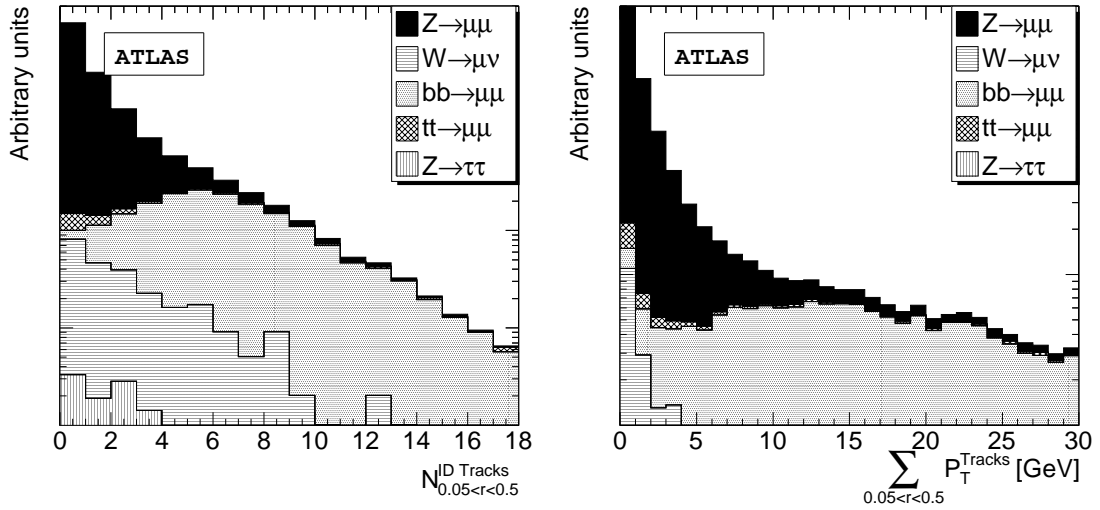 Arbitrary units
ATLAS
Z→μμ
W→μν
bb→μμ
tt→μμ
Z→ττ
0 2 4 6 8 10 12 14 16 18
N^{ID Tracks}_{0.05<r<0.5}
Arbitrary units
ATLAS
Z→μμ
W→μν
bb→μμ
tt→μμ
Z→ττ
0 5 10 15 20 25 30
∑_{0.05<r<0.5} P_T^{Tracks} [GeV]